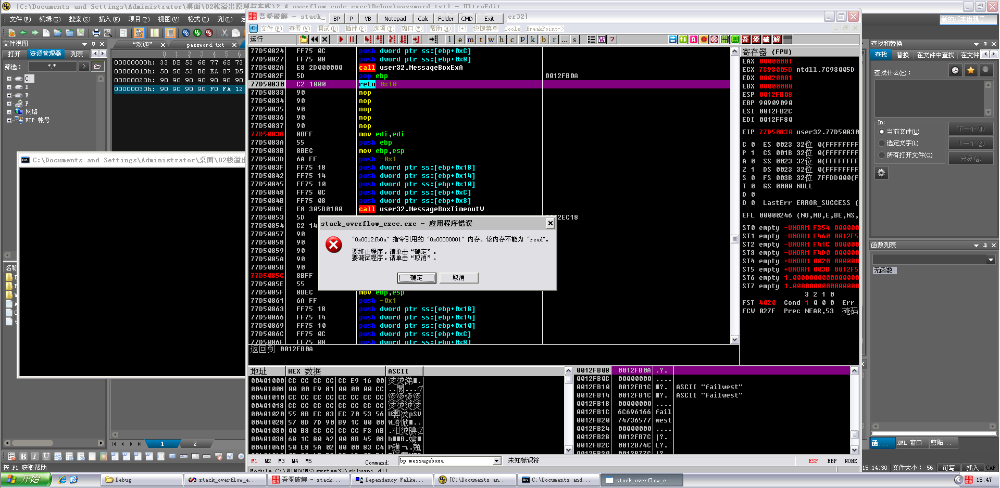 [C:\Documents and Settings\Administrator\桌面\02栈溢出原理与实践\2_4_overflow_code_exec\Debug\password.txt] - UltraEdit
文件(F) 编辑(E) 搜索(S) 插入(N) 项目(P) 视图(V) 格式(T) 列(L) 宏
新的版本出现了...
文件视图
打开 资源管理器 列表
筛选： *.*
C:
D:
E:
F:
网络
FTP 帐号
“欢迎” password.txt
0 1 2 3 4 5 6
00000000h: 33 DB 53 68 77 65 73
00000010h: 50 50 53 B8 EA 07 D5
00000020h: 90 90 90 90 90 90 90
00000030h: 90 90 90 90 F0 FA 12
C:\Documents and Settings\Administrator\桌面\02栈溢出
吾愛破解 - stack_
BP P VB Notepad Calc Folder CMD Exit
er32]
文件(F) 查看(V) 调试(D) 插件(P) 选项(T) 窗口(W) 帮助(H) [+] 快捷菜单 Tools BreakPoint->
运行
l e m t w h c p k b r ... s
吾 爱 破 解
77D50824 FF75 0C push dword ptr ss:[ebp+0xC]
77D50827 FF75 08 push dword ptr ss:[ebp+0x8]
77D5082A E8 2D000000 call user32.MessageBoxExA
77D5082F 5D pop ebp 0012FB0A
77D50830 C2 1000 retn 0x10
77D50833 90 nop
77D50834 90 nop
77D50835 90 nop
77D50836 90 nop
77D50837 90 nop
77D50838 8BFF mov edi,edi
77D5083A 55 push ebp
77D5083B 8BEC mov ebp,esp
77D5083D 6A FF push -0x1
77D5083F FF75 18 push dword ptr ss:[ebp+0x18]
77D50842 FF75 14 push dword ptr ss:[ebp+0x14]
77D50845 FF75 10 push dword ptr ss:[ebp+0x10]
77D50848 FF75 0C push dword ptr ss:[ebp+0xC]
77D5084B FF75 08 push dword ptr ss:[ebp+0x8]
77D5084E E8 305B0100 call user32.MessageBoxTimeoutW
77D50853 5D 2EC18
77D50854 C2 14
77D50857 90
77D50858 90
77D50859 90
77D5085A 90
77D5085B 90
77D5085C 8BFF
77D5085E 55
77D5085F 8BEC mov ebp,esp
77D50861 6A FF push -0x1
77D50863 FF75 18 push dword ptr ss:[ebp+0x18]
77D50866 FF75 14 push dword ptr ss:[ebp+0x14]
77D50869 FF75 10 push dword ptr ss:[ebp+0x10]
77D5086C FF75 0C push dword ptr ss:[ebp+0xC]
77D5086F FF75 08 push dword ptr ss:[ebp+0x8]
返回到 0012FB0A
stack_overflow_exec.exe - 应用程序错误
"0x0012fb0a" 指令引用的 "0x00000001" 内存。该内存不能为 "read"。
要终止程序，请单击“确定”。
要调试程序，请单击“取消”。
确定 取消
寄存器 (FPU)
EAX 00000001
ECX 7C93005D ntdll.7C93005D
EDX 00020001
EBX 00000000
ESP 0012FB08
EBP 90909090
ESI 0012FB2C
EDI 0012FF80
EIP 77D50830 user32.77D50830
C 0 ES 0023 32位 0(FFFFFFFF
P 1 CS 001B 32位 0(FFFFFFFF
A 0 SS 0023 32位 0(FFFFFFFF
Z 1 DS 0023 32位 0(FFFFFFFF
S 0 FS 003B 32位 7FFDD000(F
T 0 GS 0000 NULL
D 0
O 0 LastErr ERROR_SUCCESS (
EFL 00000246 (NO,NB,E,BE,NS,
ST0 empty -UNORM F354 000000
ST1 empty -UNORM E460 0012F5
ST2 empty -UNORM F41C 000000
ST3 empty -UNORM F4D0 000000
ST4 empty +UNORM 0020 000000
ST5 empty +UNORM 003B 0012F5
ST6 empty 1.0000000000000000
ST7 empty 1.0000000000000000
3 2 1 0
FST 4020 Cond 1 0 0 0 Err
FCW 027F Prec NEAR,53 掩码
地址 HEX 数据 ASCII
00401000 CC CC CC CC CC E9 16 00
00401008 00 00 E9 81 00 00 00 CC
00401010 CC CC CC CC CC CC CC CC 烫烫烫烫
00401018 CC CC CC CC CC CC CC CC 烫烫烫烫
00401020 55 8B EC 83 EC 70 53 56
00401028 57 8D 7D 90 B9 1C 00 00
00401030 00 B8 CC CC CC CC F3 AB
00401038 68 1C 80 42 00 8B 45 08
00401040 50 E8 5A 02 00 00 83 C4
0012FB08 0012FB0A .?.
0012FB0C 00000000 ....
0012FB10 0012FB1C ■?. ASCII "failwest"
0012FB14 0012FB1C ■?. ASCII "failwest"
0012FB18 00000000 ....
0012FB1C 6C696166 fail
0012FB20 74736577 west
0012FB24 00000000 ....
0012FB28 0012FB7C |?.
0012FB2C 0012B74C L?.
0012FB30 0012B77C
M1 M2 M3 M4 M5 Command: bp messageboxa 未知标识符 ESP EBP NONE
Module C:\WINDOWS\system32\shlwapi.dll
查找和替换
查找 替换 在文件中查找 在文件
查找什么(F):
In:
当前文件(U)
选定文字(L)
所有打开文件(O)
下一个(N)
上一个(P)
总数(A)
函数列表
无函数!
函... XML 窗口 剪贴...
名称
1 2
B I U
按 F1 获取帮助
15:14:30 文件大小： 56 可写 插入 CAP
开始 Debug stack_overflow_e... 吾愛破解 - stack... Dependency Walke... [C:\Documents an... C:\Documents and... stack_overflow_e... 15:47